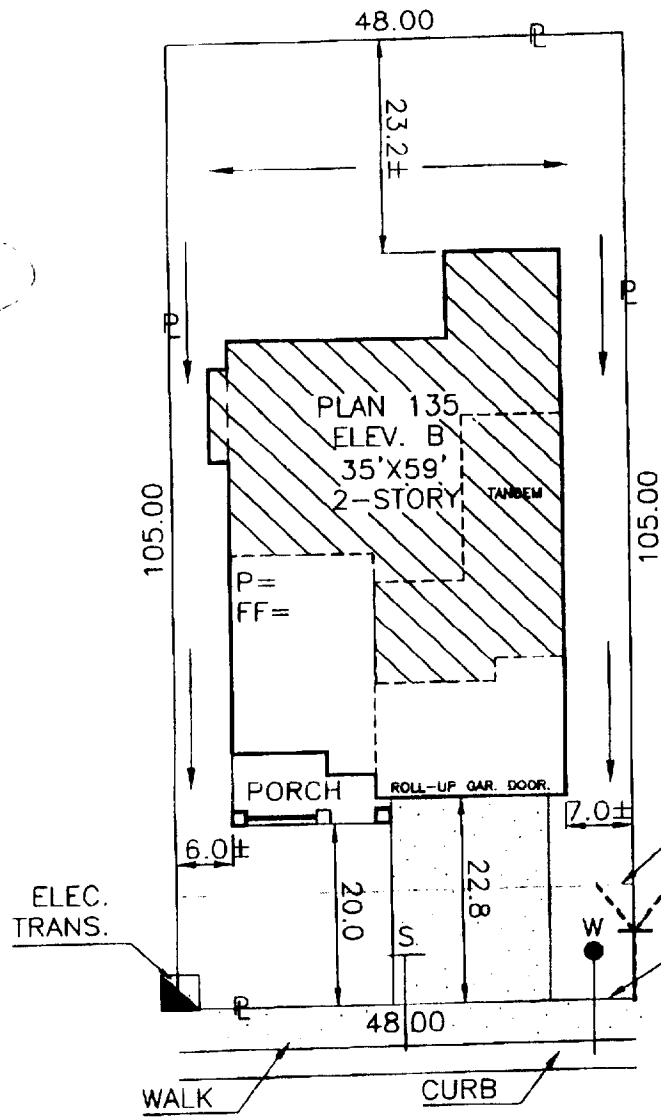 48.00
℄
23.2±
℄
℄
PLAN 135
ELEV. B
35'X59'
2-STORY
TANDEM
105.00
105.00
P=
FF=
PORCH
ROLL-UP GAR. DOOR.
6.0±
7.0±
20.0
22.8
ELEC.
TRANS.
S
W
℄
48.00
WALK
CURB